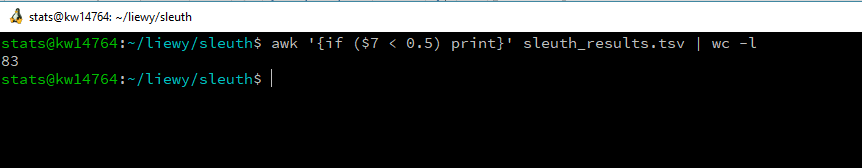 stats@kw14764: ~/liewy/sleuth
stats@kw14764:~/liewy/sleuth$ awk '{if ($7 < 0.5) print}' sleuth_results.tsv | wc -l
83
stats@kw14764:~/liewy/sleuth$